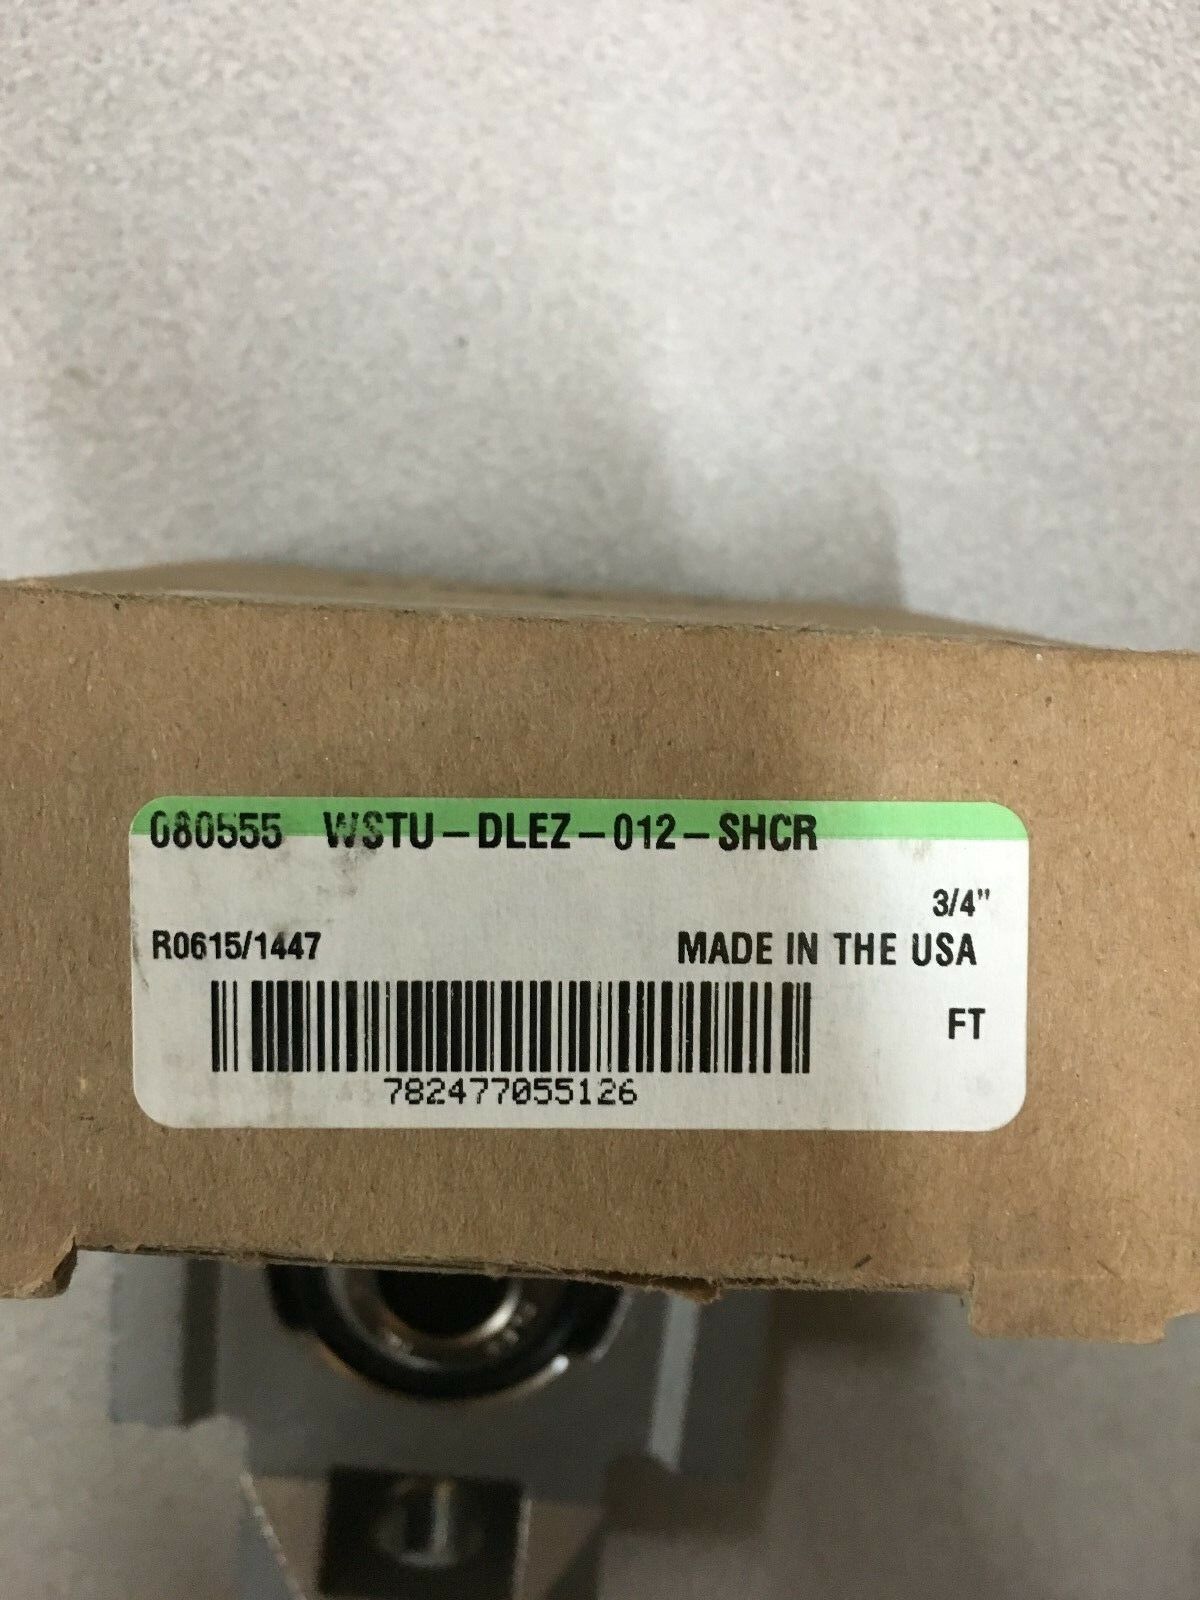 080555 WSTU-DLEZ-012-SHCR
3/4"
R0615/1447 MADE IN THE USA
FT
782477055126